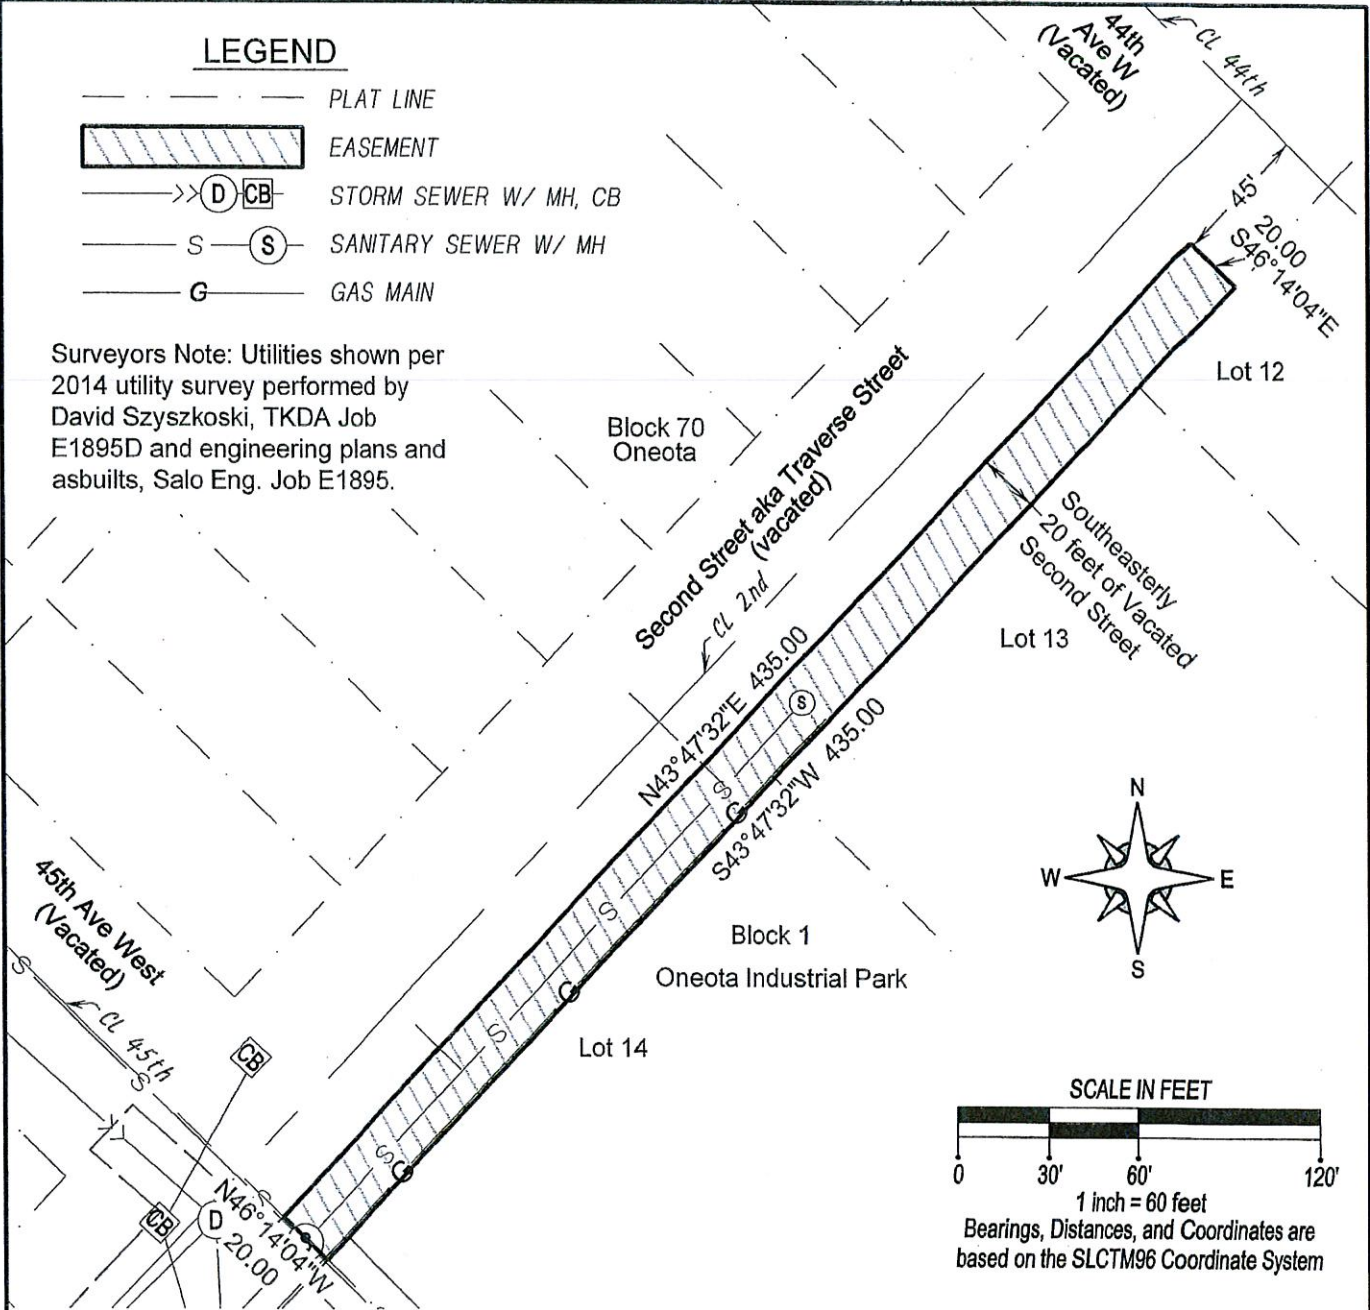 LEGEND
PLAT LINE
EASEMENT
D CB STORM SEWER W/ MH, CB
S S SANITARY SEWER W/ MH
G GAS MAIN
Surveyors Note: Utilities shown per
2014 utility survey performed by
David Szyszkoski, TKDA Job
E1895D and engineering plans and
asbuilts, Salo Eng. Job E1895.
44th
Ave W
(Vacated)
CL 44th
45'
20.00
S46°14'04"E
Lot 12
Block 70
Oneota
Second Street aka Traverse Street
(vacated)
CL 2nd
Southeasterly
20 feet of Vacated
Second Street
Lot 13
N43°47'32"E 435.00
S
S43°47'32"W 435.00
S
G
S
G
S
S
G
Block 1
Oneota Industrial Park
Lot 14
45th Ave West
(Vacated)
CL 45th
S
S
S
CB
CB
D
N46°14'04"W
20.00
N
W E
S
SCALE IN FEET
0 30' 60' 120'
1 inch = 60 feet
Bearings, Distances, and Coordinates are
based on the SLCTM96 Coordinate System